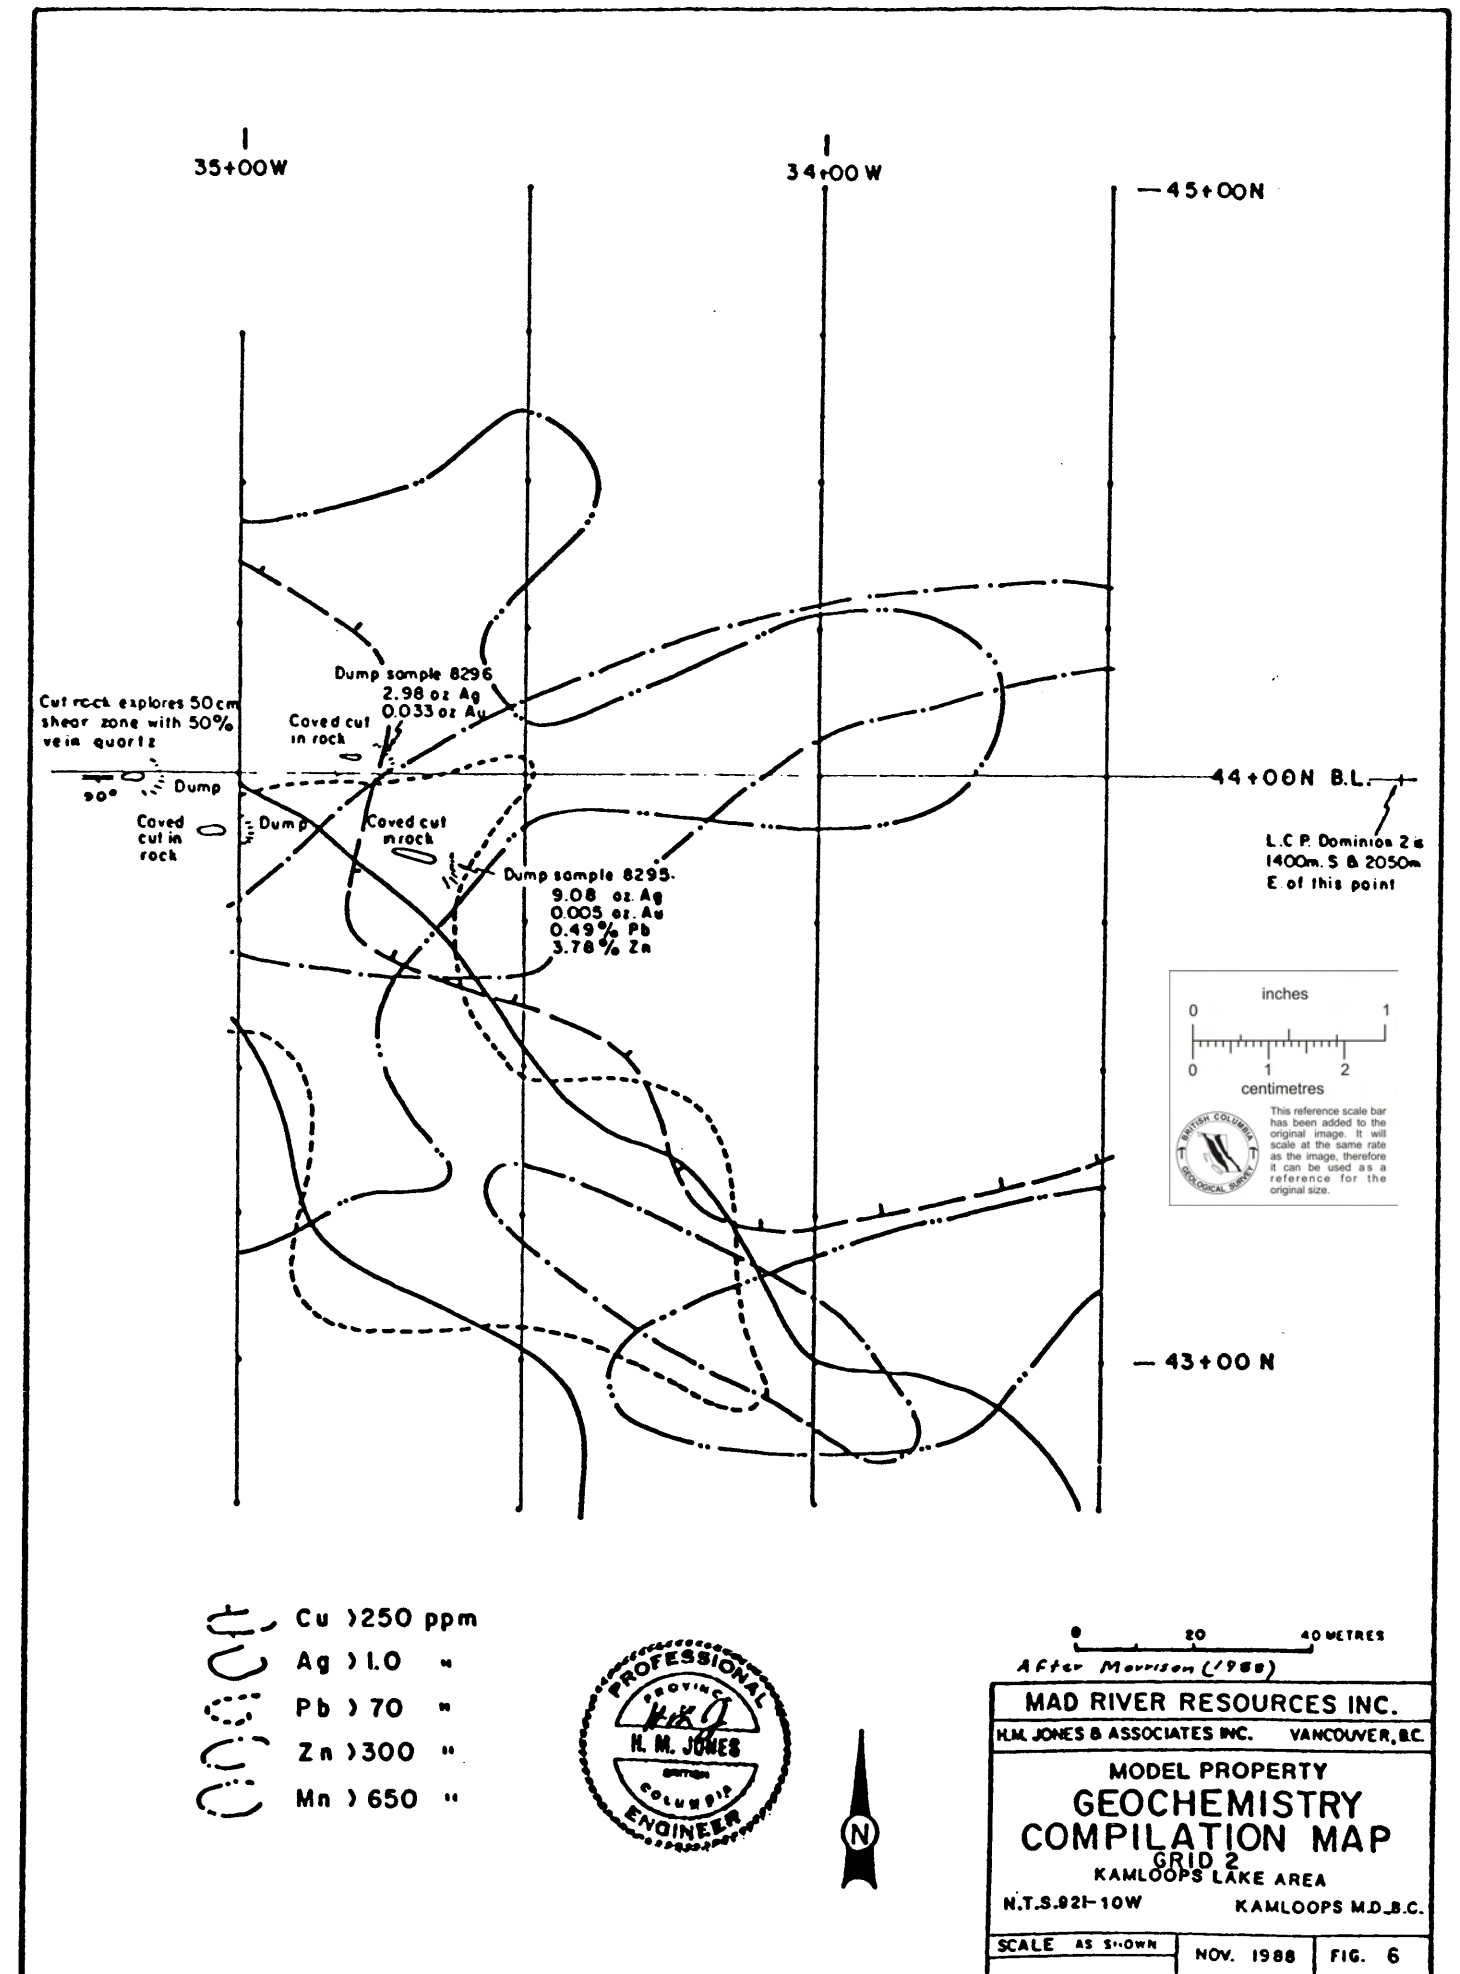 35+00W
34+00W
—45+00N
Dump sample 8296
2.98 oz Ag
0.033 oz Au
Cut rock explores 50cm
shear zone with 50%
vein quartz
Caved cut
in rock
90°
Dump
44+00N B.L.
Caved
cut in
rock
Dump
Caved cut
in rock
L.C.P. Dominion 2 is
1400m. S & 2050m
E. of this point
Dump sample 8295.
9.08 oz. Ag
0.005 oz. Au
0.49% Pb
3.78% Zn
inches
0 1
0 1 2
centimetres
This reference scale bar
has been added to the
original image. It will
scale at the same rate
as the image, therefore
it can be used as a
reference for the
original size.
BRITISH COLUMBIA
GEOLOGICAL SURVEY
— 43+00 N
Cu >250 ppm
Ag >1.0 "
Pb >70 "
Zn >300 "
Mn >650 "
PROFESSIONAL
PROVINCE
H. M. JONES
BRITISH
COLUMBIA
ENGINEER
N
0 20 40 METRES
After Morrison (1988)
MAD RIVER RESOURCES INC.
H.M. JONES & ASSOCIATES INC. VANCOUVER, B.C.
MODEL PROPERTY
GEOCHEMISTRY
COMPILATION MAP
GRID 2
KAMLOOPS LAKE AREA
N.T.S. 92I-10W KAMLOOPS M.D. B.C.
SCALE AS SHOWN
NOV. 1988
FIG. 6